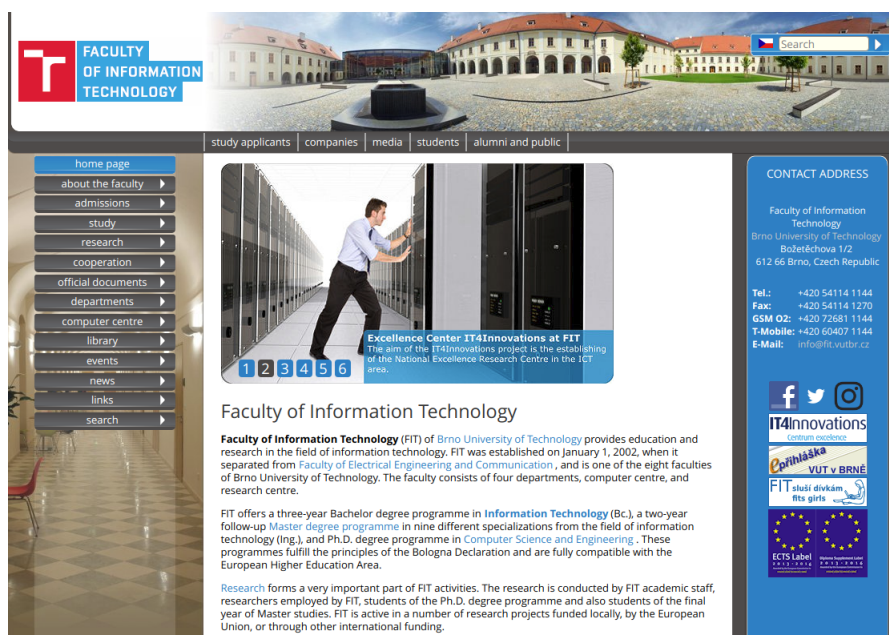 FACULTY
OF INFORMATION
TECHNOLOGY
Search
study applicants
companies
media
students
alumni and public
home page
about the faculty
admissions
study
research
cooperation
official documents
departments
computer centre
library
events
news
links
search
Excellence Center IT4Innovations at FIT
The aim of the IT4Innovations project is the establishing
of the National Excellence Research Centre in the ICT
area.
1 2 3 4 5 6
Faculty of Information Technology
Faculty of Information Technology (FIT) of Brno University of Technology provides education and
research in the field of information technology. FIT was established on January 1, 2002, when it
separated from Faculty of Electrical Engineering and Communication , and is one of the eight faculties
of Brno University of Technology. The faculty consists of four departments, computer centre, and
research centre.
FIT offers a three-year Bachelor degree programme in Information Technology (Bc.), a two-year
follow-up Master degree programme in nine different specializations from the field of information
technology (Ing.), and Ph.D. degree programme in Computer Science and Engineering . These
programmes fulfill the principles of the Bologna Declaration and are fully compatible with the
European Higher Education Area.
Research forms a very important part of FIT activities. The research is conducted by FIT academic staff,
researchers employed by FIT, students of the Ph.D. degree programme and also students of the final
year of Master studies. FIT is active in a number of research projects funded locally, by the European
Union, or through other international funding.
CONTACT ADDRESS
Faculty of Information
Technology
Brno University of Technology
Božetěchova 1/2
612 66 Brno, Czech Republic
Tel.: +420 54114 1144
Fax: +420 54114 1270
GSM O2: +420 72681 1144
T-Mobile: +420 60407 1144
E-Mail: info@fit.vutbr.cz
IT4Innovations
Centrum excelence
epřihláška
VUT v BRNĚ
FIT sluší dívkám
fits girls
ECTS Label
2013-2016
Diploma Supplement Label
2013-2016